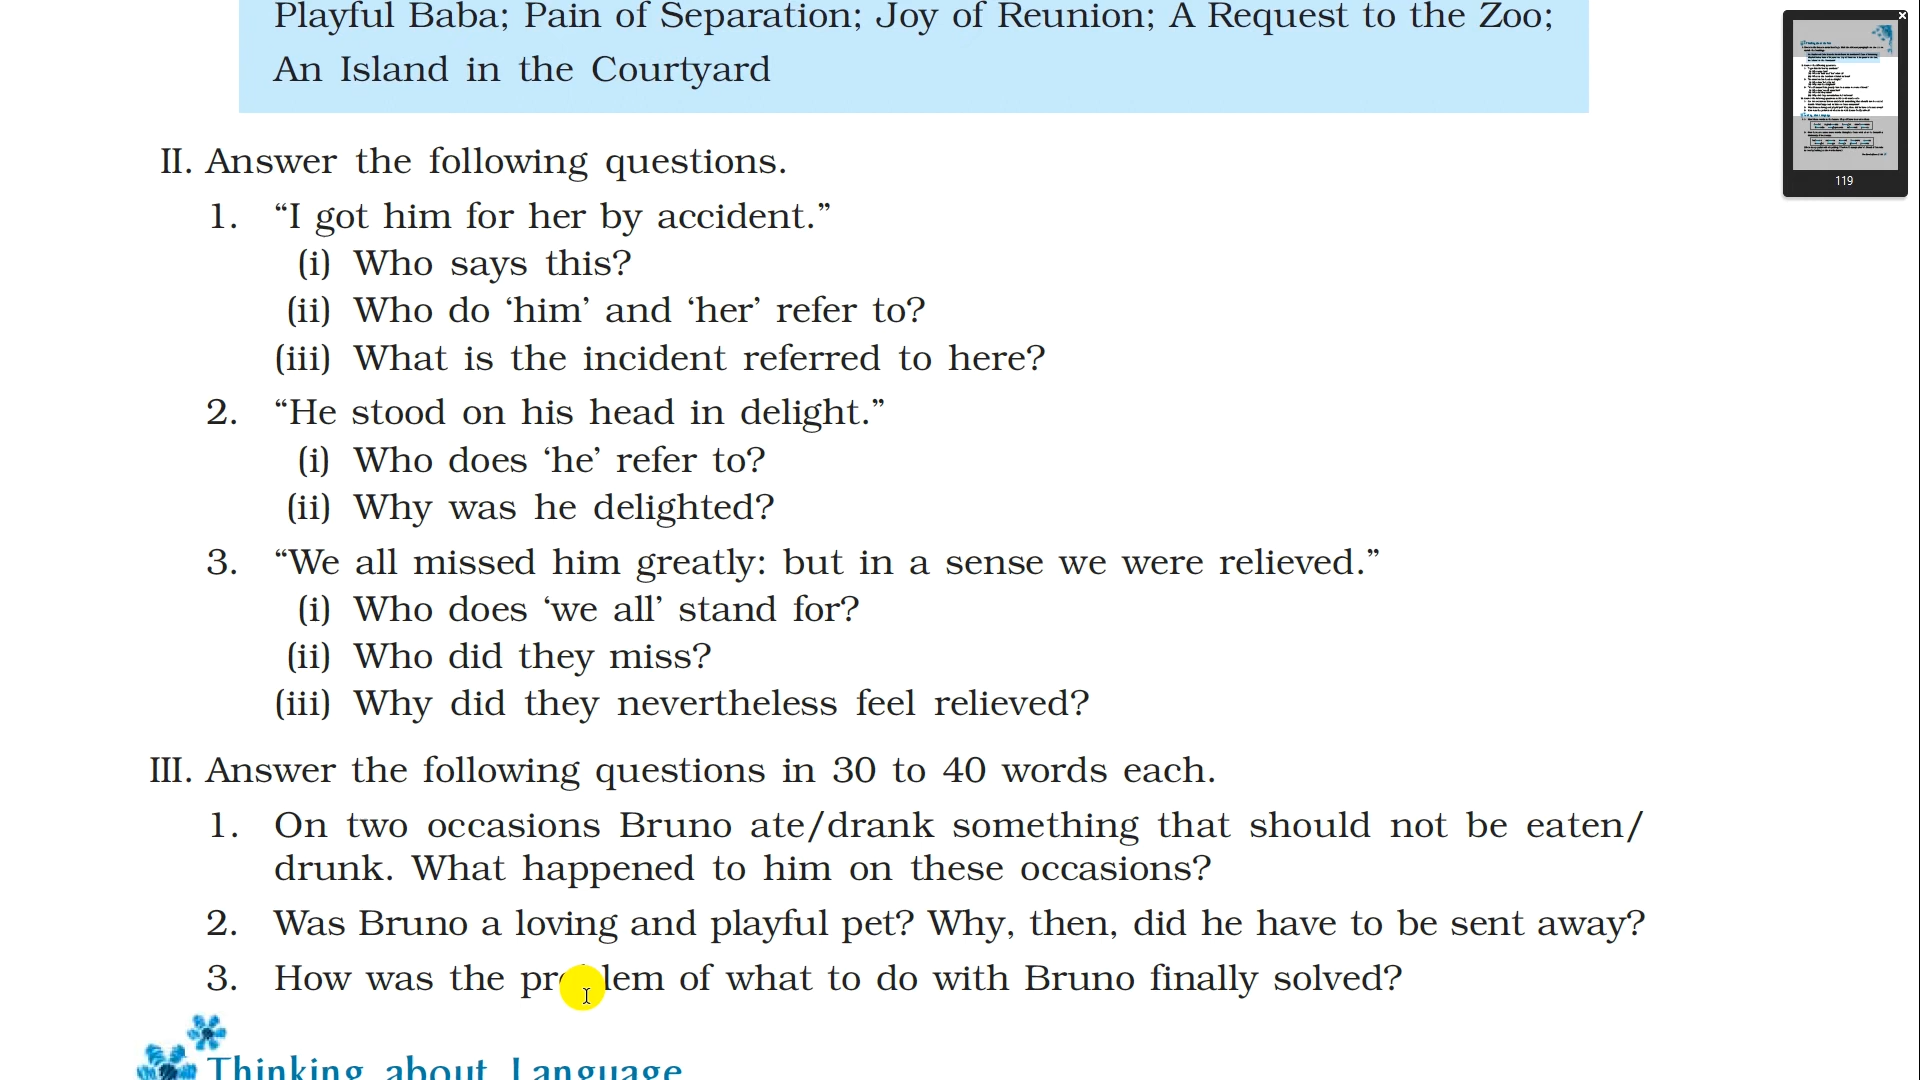 Playful Baba; Pain of Separation; Joy of Reunion; A Request to the Zoo;
An Island in the Courtyard
119
II. Answer the following questions.
1. “I got him for her by accident.”
(i) Who says this?
(ii) Who do ‘him’ and ‘her’ refer to?
(iii) What is the incident referred to here?
2. “He stood on his head in delight.”
(i) Who does ‘he’ refer to?
(ii) Why was he delighted?
3. “We all missed him greatly: but in a sense we were relieved.”
(i) Who does ‘we all’ stand for?
(ii) Who did they miss?
(iii) Why did they nevertheless feel relieved?
III. Answer the following questions in 30 to 40 words each.
1. On two occasions Bruno ate/drank something that should not be eaten/
drunk. What happened to him on these occasions?
2. Was Bruno a loving and playful pet? Why, then, did he have to be sent away?
3. How was the problem of what to do with Bruno finally solved?
Thinking about Language